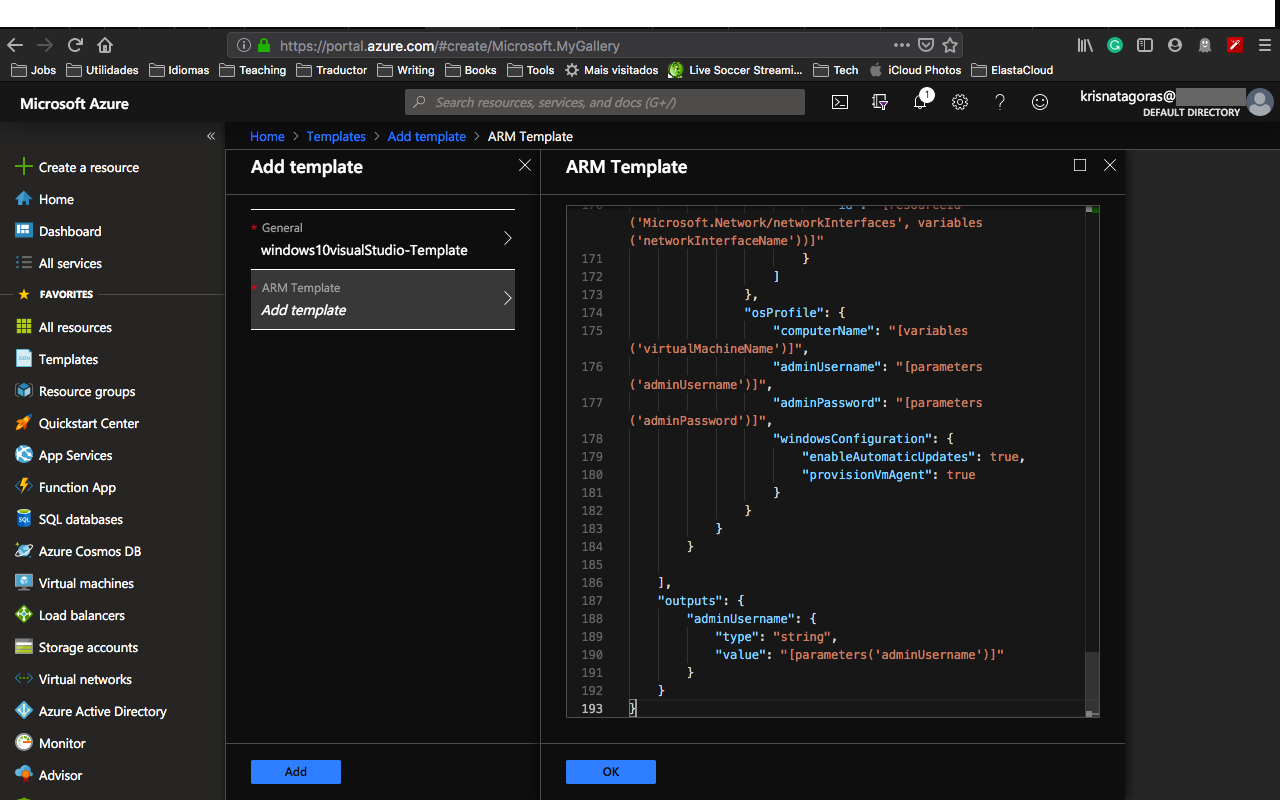 https://portal.azure.com/#create/Microsoft.MyGallery
Jobs Utilidades Idiomas Teaching Traductor Writing Books Tools Mais visitados Live Soccer Streami... Tech iCloud Photos ElastaCloud
Microsoft Azure
Search resources, services, and docs (G+/)
1
krisnatagoras@
DEFAULT DIRECTORY
«
Home > Templates > Add template > ARM Template
Create a resource
Home
Dashboard
All services
FAVORITES
All resources
Templates
Resource groups
Quickstart Center
App Services
Function App
SQL databases
Azure Cosmos DB
Virtual machines
Load balancers
Storage accounts
Virtual networks
Azure Active Directory
Monitor
Advisor
Add template
* General
windows10visualStudio-Template
* ARM Template
Add template
Add
ARM Template
('Microsoft.Network/networkInterfaces', variables
('networkInterfaceName'))]"
171 }
172 ]
173 },
174 "osProfile": {
175 "computerName": "[variables
('virtualMachineName')]",
176 "adminUsername": "[parameters
('adminUsername')]",
177 "adminPassword": "[parameters
('adminPassword')]",
178 "windowsConfiguration": {
179 "enableAutomaticUpdates": true,
180 "provisionVmAgent": true
181 }
182 }
183 }
184 }
185
186 ],
187 "outputs": {
188 "adminUsername": {
189 "type": "string",
190 "value": "[parameters('adminUsername')]"
191 }
192 }
193 }
OK